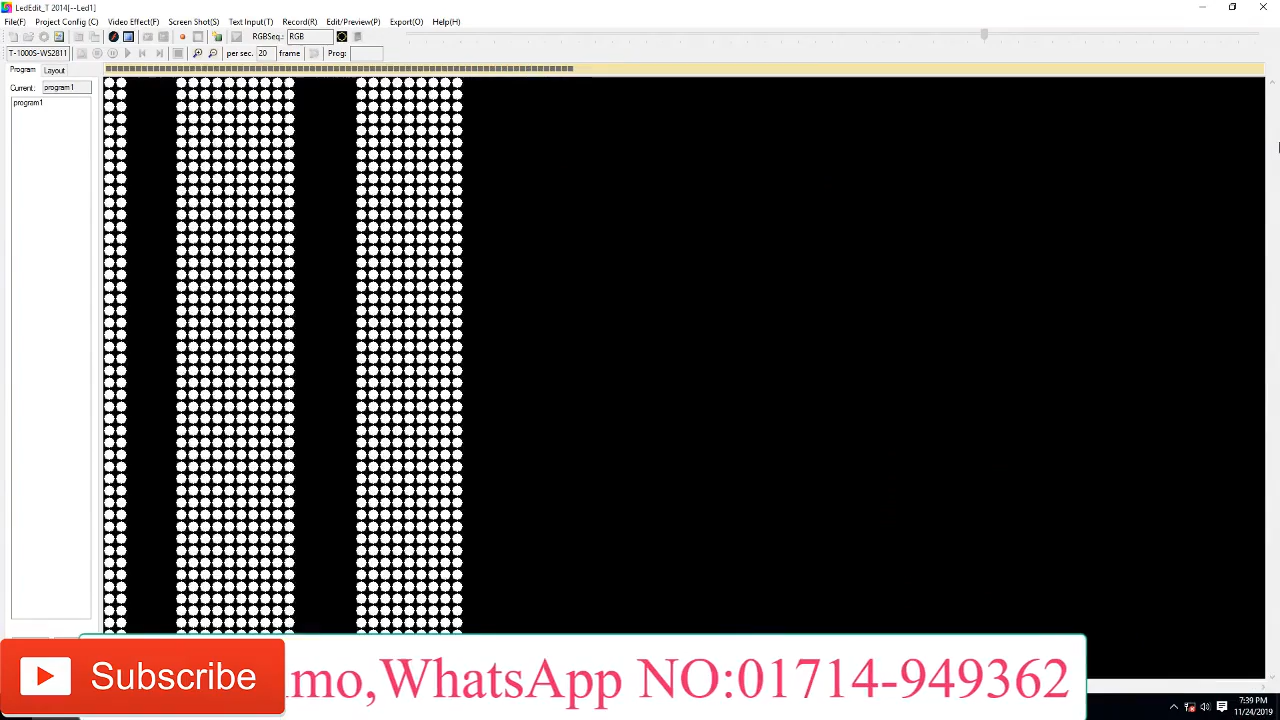 LedEdit_T 2014[--Led1]
File(F) Project Config (C) Video Effect(F) Screen Shot(S) Text Input(T) Record(R) Edit/Preview(P) Export(O) Help(H)
RGBSeq.: RGB
T-1000S-WS2811 per sec. 20 frame Prog:
Program Layout
Current: program1
program1
Subscribe
mo,WhatsApp NO:01714-949362
7:39 PM
11/24/2019